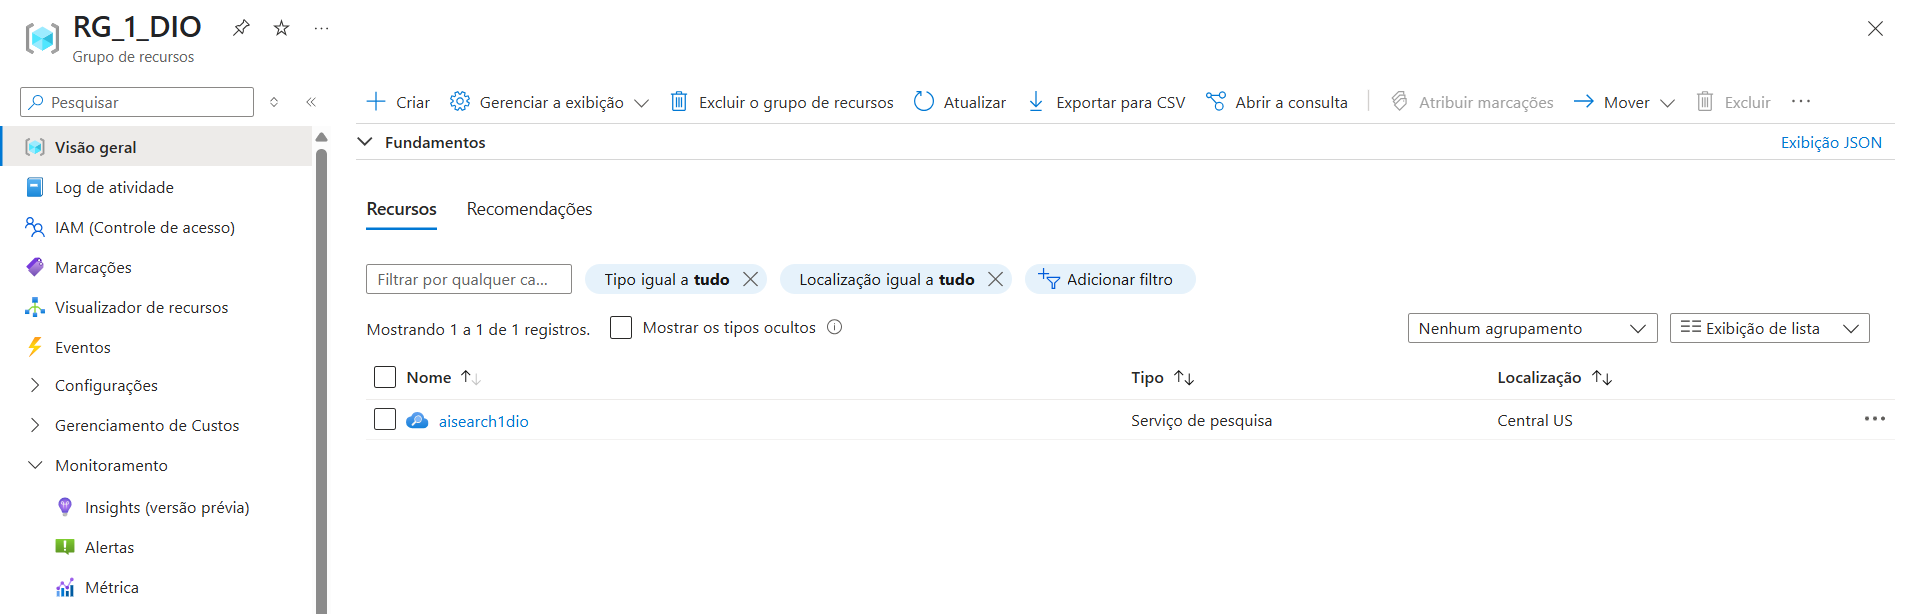 RG_1_DIO
Grupo de recursos
Pesquisar
Criar Gerenciar a exibição Excluir o grupo de recursos Atualizar Exportar para CSV Abrir a consulta Atribuir marcações Mover Excluir
Visão geral
Log de atividade
IAM (Controle de acesso)
Marcações
Visualizador de recursos
Eventos
Configurações
Gerenciamento de Custos
Monitoramento
Insights (versão prévia)
Alertas
Métrica
Fundamentos Exibição JSON
Recursos Recomendações
Filtrar por qualquer ca... Tipo igual a tudo Localização igual a tudo Adicionar filtro
Mostrando 1 a 1 de 1 registros. Mostrar os tipos ocultos Nenhum agrupamento Exibição de lista
Nome Tipo Localização
aisearch1dio Serviço de pesquisa Central US